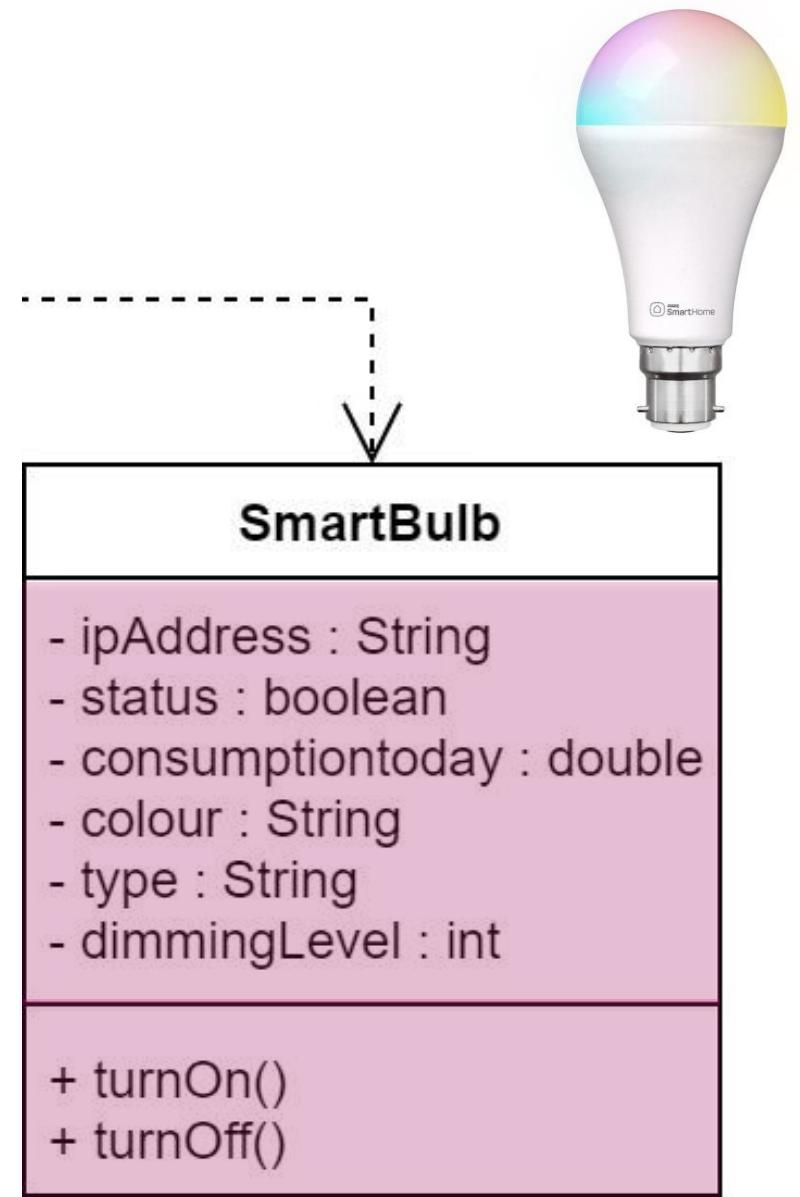 SmartHome
SmartBulb
- ipAddress : String
- status : boolean
- consumptiontoday : double
- colour : String
- type : String
- dimmingLevel : int
+ turnOn()
+ turnOff()